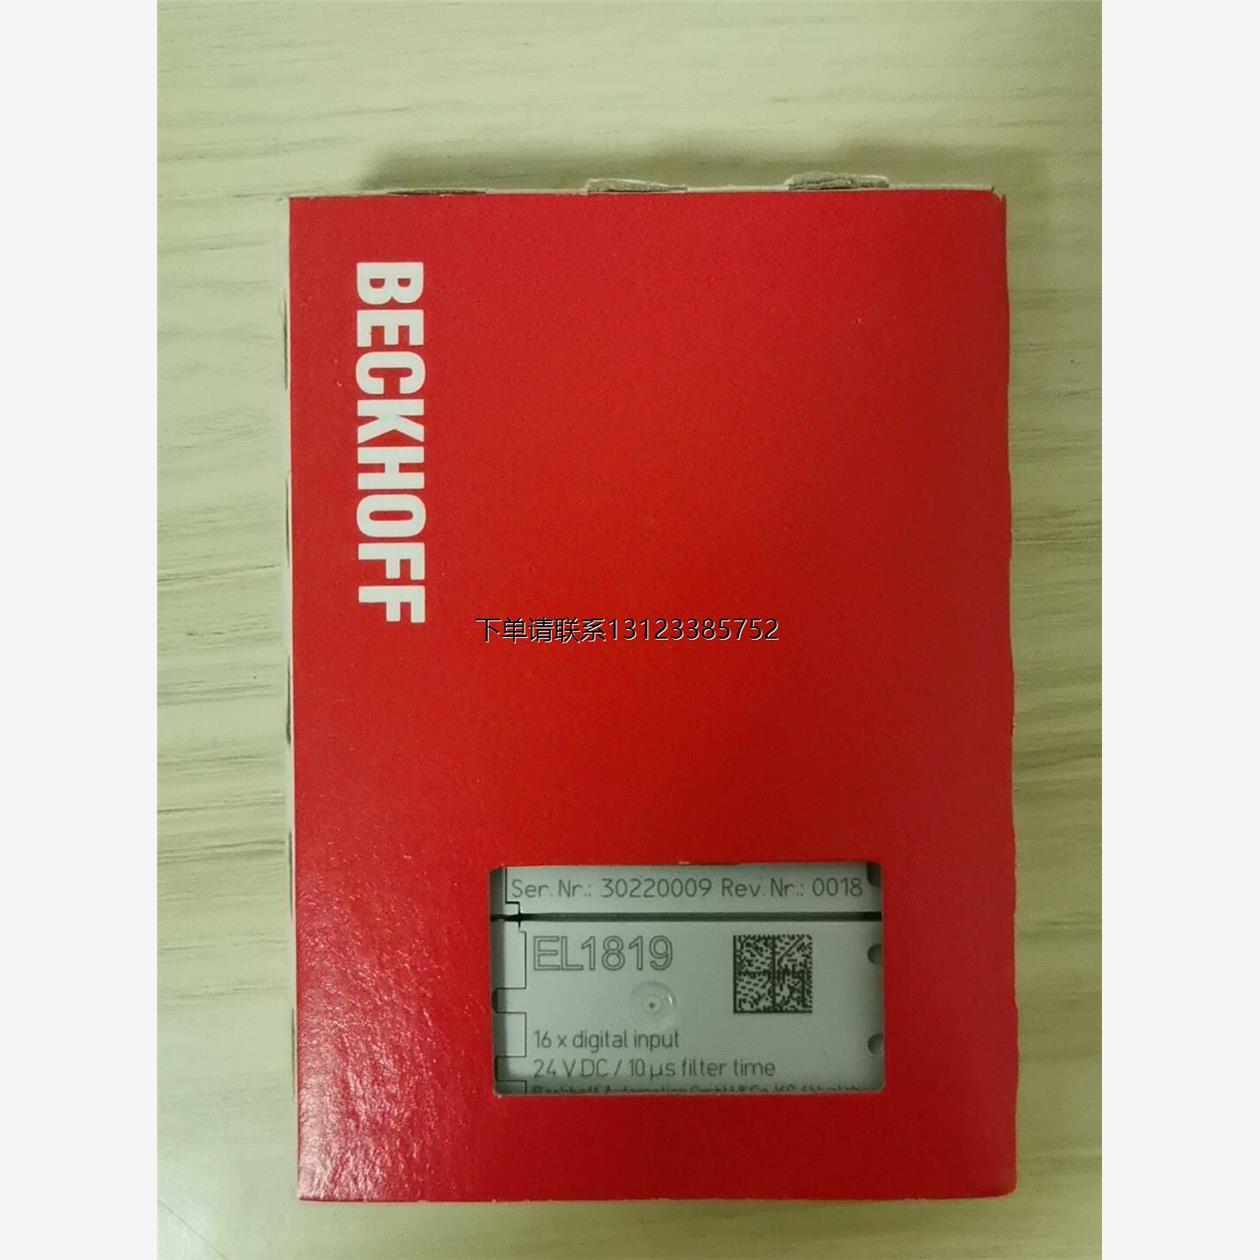 BECKHOFF
下单请联系13123385752
Ser. Nr.: 30220009 Rev. Nr.: 0018
EL1819
16 x digital input
24 V DC / 10 µs filter time